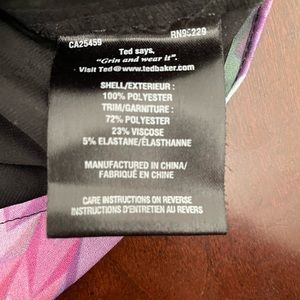 CA25459 RN95229
Ted says,
"Grin and wear it".
Visit Ted@www.tedbaker.com
SHELL/EXTERIEUR :
100% POLYESTER
TRIM/GARNITURE :
72% POLYESTER
23% VISCOSE
5% ELASTANE/ÉLASTHANNE
MANUFACTURED IN CHINA/
FABRIQUÉ EN CHINE
CARE INSTRUCTIONS ON REVERSE
INSTRUCTIONS D'ENTRETIEN AU REVERS